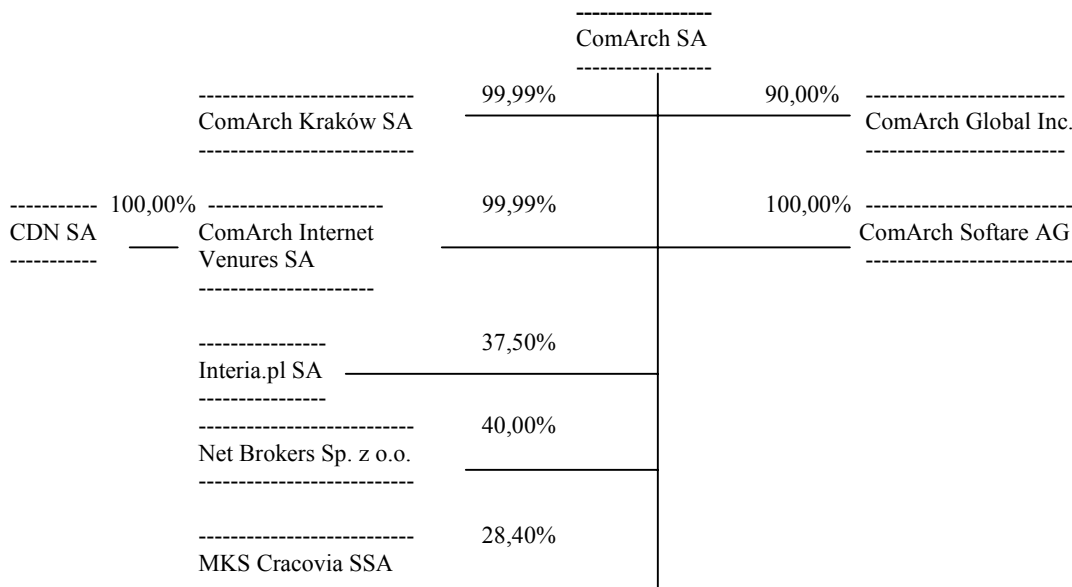 -----------------
ComArch SA
-----------------
--------------------------- 99,99% 90,00% -------------------------
ComArch Kraków SA ComArch Global Inc.
--------------------------- -------------------------
----------- 100,00% ---------------------- 99,99% 100,00% --------------------------
CDN SA ComArch Internet ComArch Softare AG
----------- Venures SA --------------------------
----------------------
---------------- 37,50%
Interia.pl SA
----------------
--------------------------- 40,00%
Net Brokers Sp. z o.o.
---------------------------
--------------------------- 28,40%
MKS Cracovia SSA